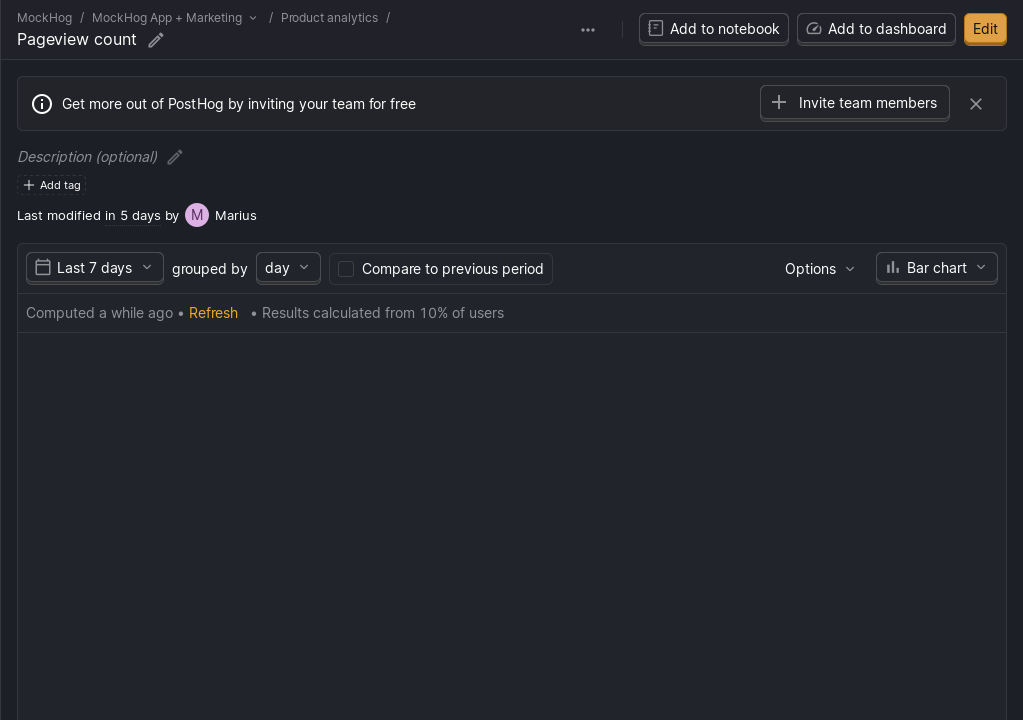 MockHog / MockHog App + Marketing / Product analytics /
Pageview count
Add to notebook Add to dashboard Edit
Get more out of PostHog by inviting your team for free Invite team members
Description (optional)
Add tag
Last modified in 5 days by M Marius
Last 7 days grouped by day Compare to previous period Options Bar chart
Computed a while ago • Refresh • Results calculated from 10% of users